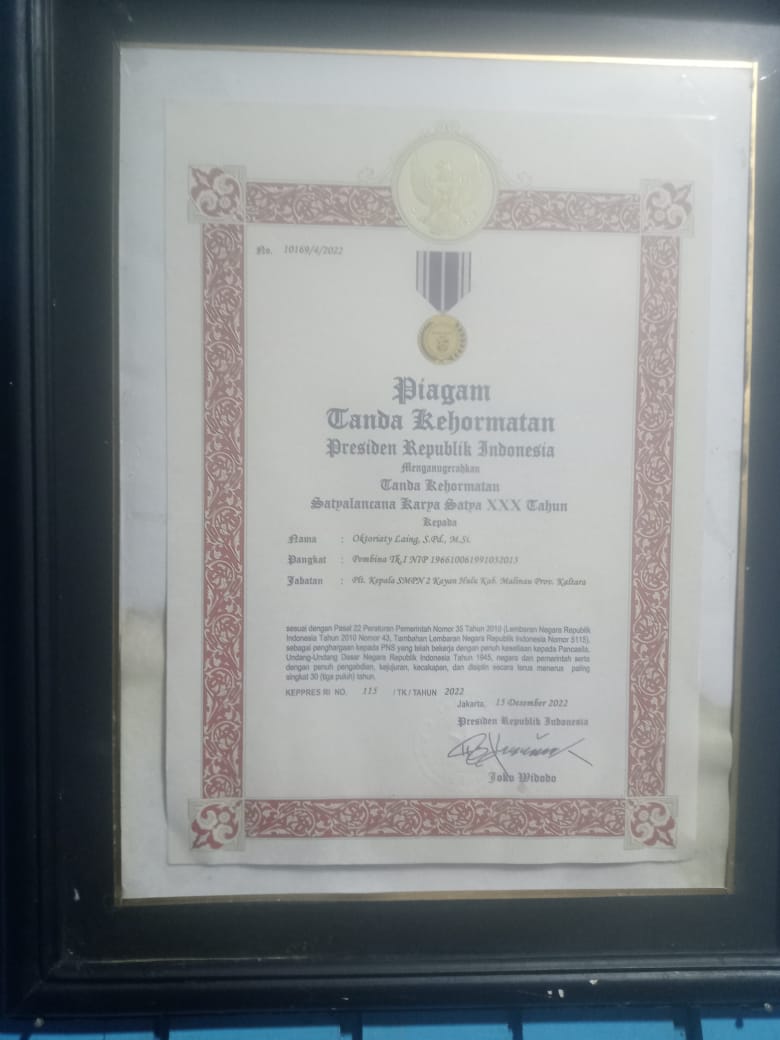 No. 10169/4/2022
Piagam
Tanda Kehormatan
Presiden Republik Indonesia
Menganugerahkan
Tanda Kehormatan
Satyalancana Karya Satya XXX Tahun
Kepada
Nama : Oktoriaty Laing, S.Pd., M.Si.
Pangkat : Pembina Tk.I NIP 196610061991032013
Jabatan : Plt. Kepala SMPN 2 Kayan Hulu Kab. Malinau Prov. Kaltara
sesuai dengan Pasal 22 Peraturan Pemerintah Nomor 35 Tahun 2010 (Lembaran Negara Republik
Indonesia Tahun 2010 Nomor 43, Tambahan Lembaran Negara Republik Indonesia Nomor 5115),
sebagai penghargaan kepada PNS yang telah bekerja dengan penuh kesetiaan kepada Pancasila,
Undang-Undang Dasar Negara Republik Indonesia Tahun 1945, negara dan pemerintah serta
dengan penuh pengabdian, kejujuran, kecakapan, dan disiplin secara terus menerus paling
singkat 30 (tiga puluh) tahun.
KEPPRES RI NO. 115 / TK / TAHUN 2022
Jakarta, 15 Desember 2022
Presiden Republik Indonesia
Joko Widodo